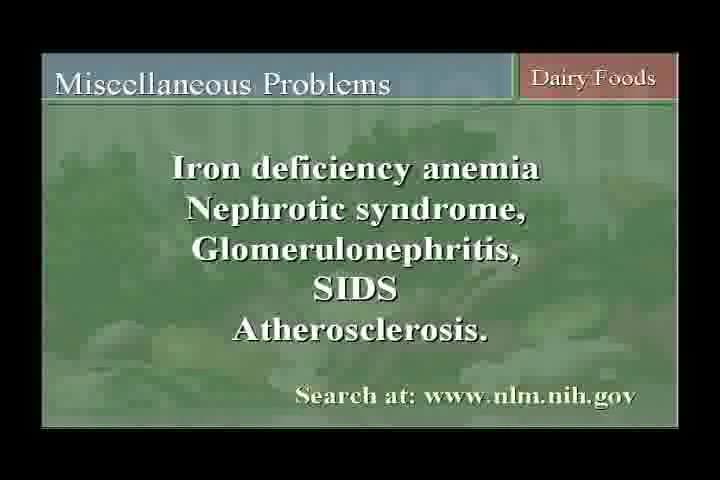 Miscellaneous Problems
Dairy Foods
Iron deficiency anemia
Nephrotic syndrome,
Glomerulonephritis,
SIDS
Atherosclerosis.
Search at: www.nlm.nih.gov